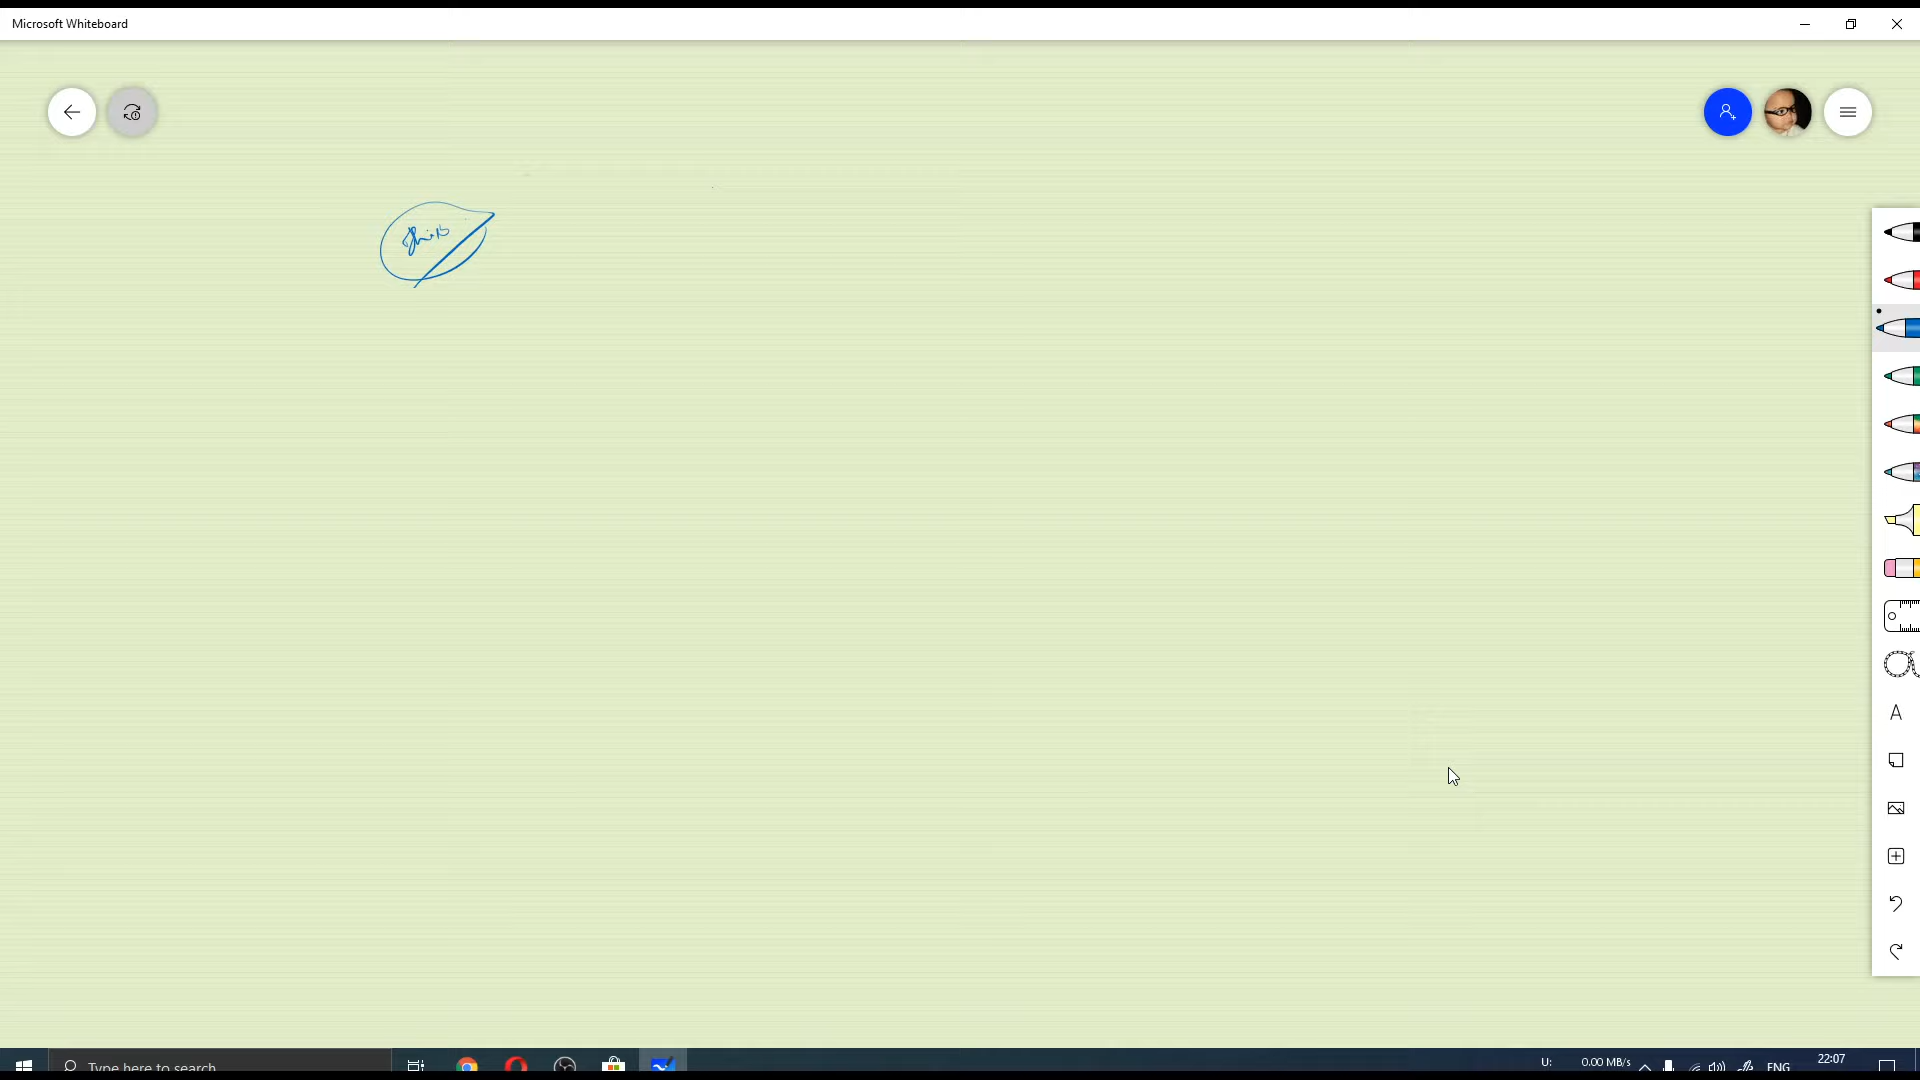 Microsoft Whiteboard
A
Type here to search
U: 0.00 MB/s
ENG
22:07